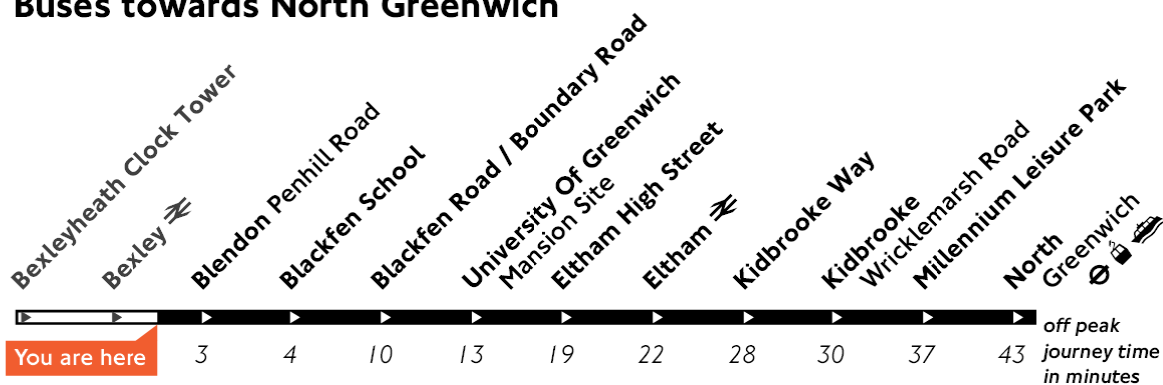 Buses towards North Greenwich
Bexleyheath Clock Tower
Bexley
Blendon Penhill Road
Blackfen School
Blackfen Road / Boundary Road
University Of Greenwich
Mansion Site
Eltham High Street
Eltham
Kidbrooke Way
Kidbrooke
Wricklemarsh Road
Millennium Leisure Park
North
Greenwich
You are here
3 4 10 13 19 22 28 30 37 43
off peak
journey time
in minutes